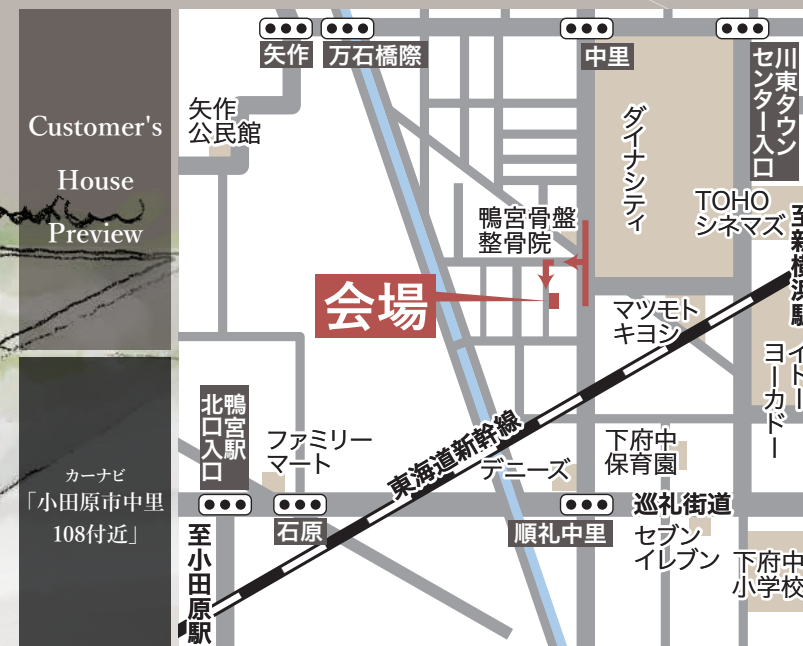 Customer's
House
Preview
カーナビ
「小田原市中里
108付近」
矢作
万石橋際
中里
川東タウン
センター入口
矢作
公民館
ダイナシティ
TOHO
シネマズ
至新横浜駅
鴨宮骨盤
整骨院
会場
マツモト
キヨシ
イトー
ヨーカドー
鴨宮駅
北口入口
ファミリー
マート
東海道新幹線
デニーズ
下府中
保育園
石原
順礼中里
巡礼街道
セブン
イレブン
下府中
小学校
至小田原駅